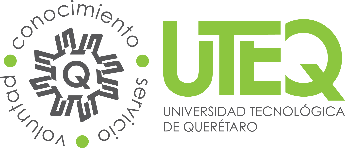 conocimiento
servicio
voluntad
Q
UTEQ
UNIVERSIDAD TECNOLÓGICA
DE QUERÉTARO